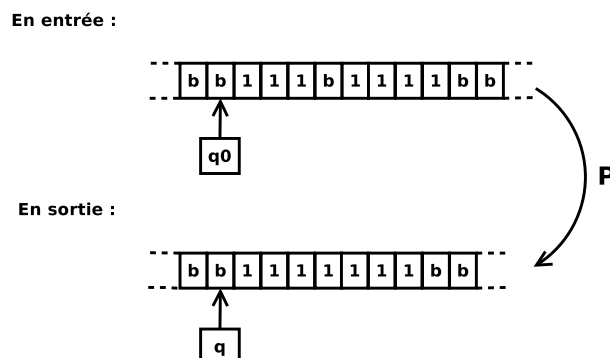 En entrée :
b b 1 1 1 b 1 1 1 1 b b
q0
P
En sortie :
b b 1 1 1 1 1 1 1 b b
q